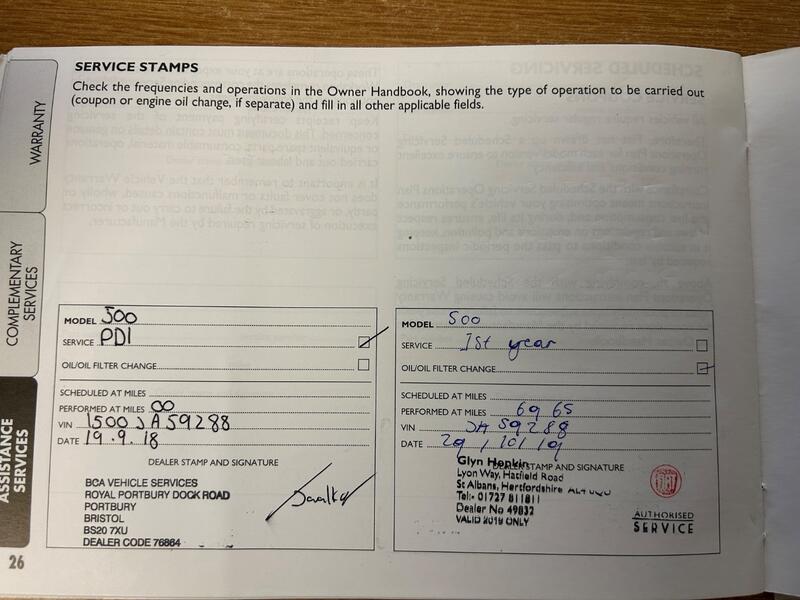 SERVICE STAMPS
Check the frequencies and operations in the Owner Handbook, showing the type of operation to be carried out
(coupon or engine oil change, if separate) and fill in all other applicable fields.
WARRANTY
COMPLEMENTARY
SERVICES
ASSISTANCE
SERVICES
26
MODEL 500
SERVICE PDI
OIL/OIL FILTER CHANGE
SCHEDULED AT MILES
PERFORMED AT MILES 00
VIN 1500JA59288
DATE 19.9.18
DEALER STAMP AND SIGNATURE
BCA VEHICLE SERVICES
ROYAL PORTBURY DOCK ROAD
PORTBURY
BRISTOL
BS20 7XU
DEALER CODE 76864
MODEL 500
SERVICE 1st year
OIL/OIL FILTER CHANGE
SCHEDULED AT MILES
PERFORMED AT MILES 6965
VIN JA 59288
DATE 29/10/19
DEALER STAMP AND SIGNATURE
Glyn Hopkins
Lyon Way, Hatfield Road
St Albans, Hertfordshire
Tel:- 01727 811811
Dealer No 49832
VALID 2019 ONLY
FIAT
AUTHORISED
SERVICE